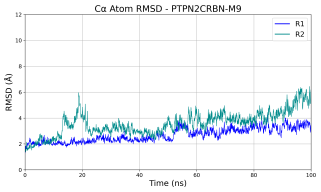 Cα Atom RMSD - PTPN2CRBN-M9
R1
R2
RMSD (Å)
12
10
8
6
4
2
0
0
20
40
60
80
100
Time (ns)